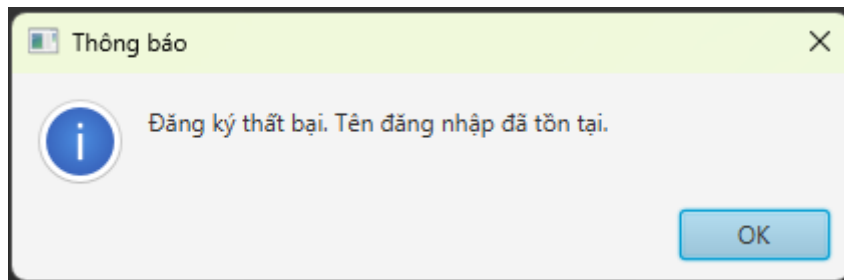 Thông báo
Đăng ký thất bại. Tên đăng nhập đã tồn tại.
OK